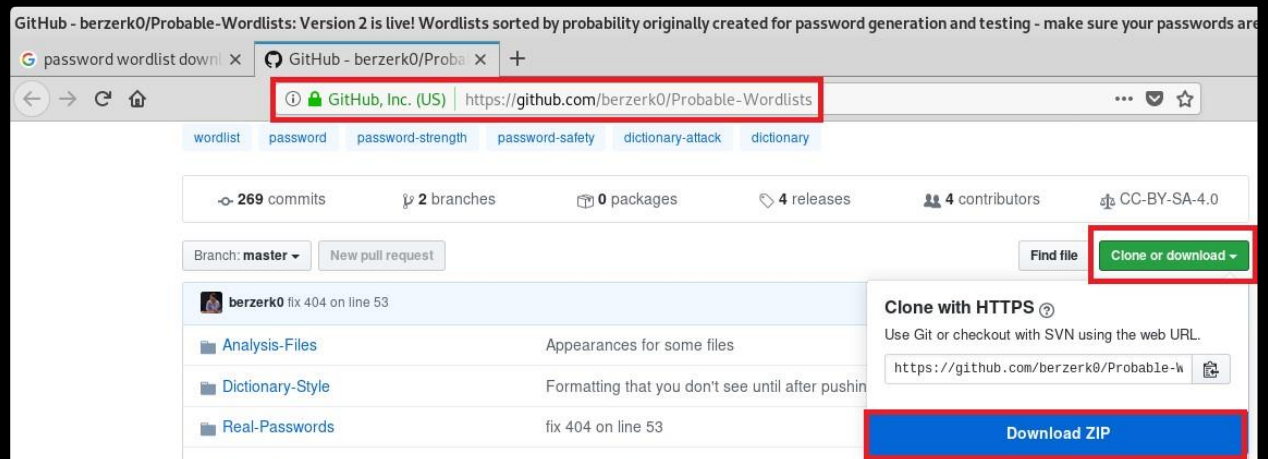 GitHub - berzerk0/Probable-Wordlists: Version 2 is live! Wordlists sorted by probability originally created for password generation and testing - make sure your passwords are
password wordlist downl
GitHub - berzerk0/Proba
GitHub, Inc. (US) https://github.com/berzerk0/Probable-Wordlists
wordlist password password-strength password-safety dictionary-attack dictionary
269 commits 2 branches 0 packages 4 releases 4 contributors CC-BY-SA-4.0
Branch: master New pull request Find file Clone or download
berzerk0 fix 404 on line 53
Analysis-Files Appearances for some files
Dictionary-Style Formatting that you don't see until after pushin
Real-Passwords fix 404 on line 53
Clone with HTTPS
Use Git or checkout with SVN using the web URL.
https://github.com/berzerk0/Probable-W
Download ZIP